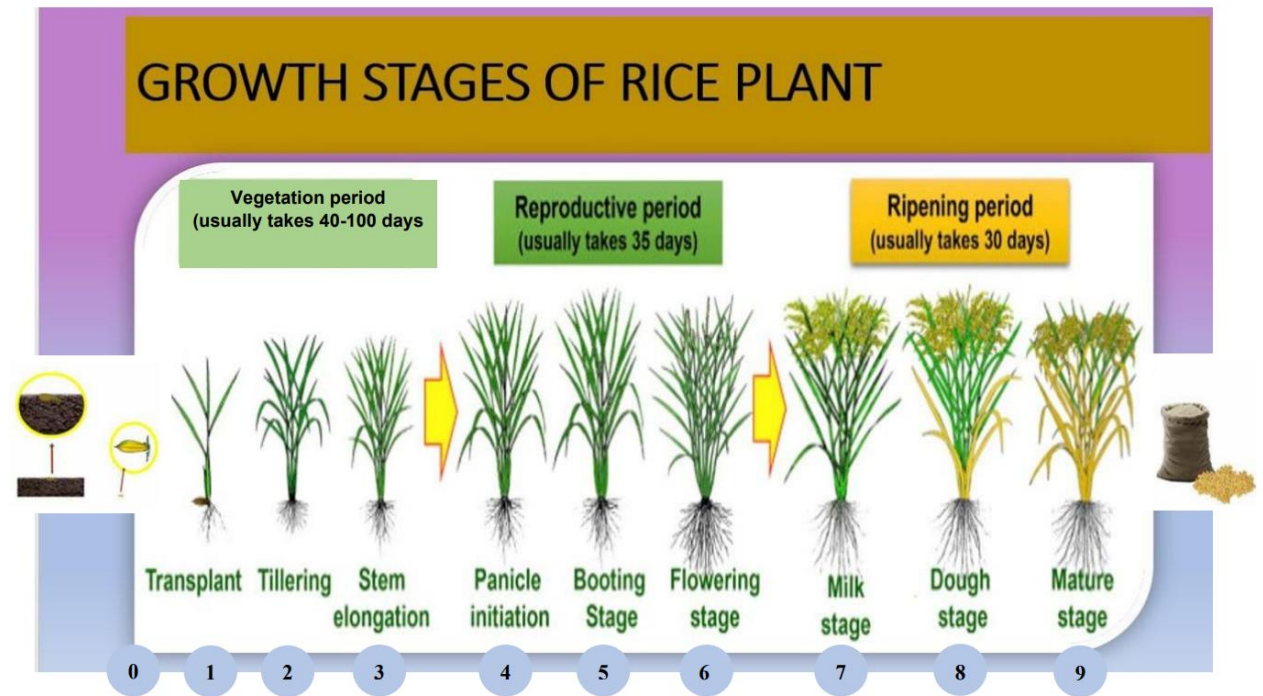 GROWTH STAGES OF RICE PLANT
Vegetation period
(usually takes 40-100 days
Reproductive period
(usually takes 35 days)
Ripening period
(usually takes 30 days)
Transplant
Tillering
Stem
elongation
Panicle
initiation
Booting
Stage
Flowering
stage
Milk
stage
Dough
stage
Mature
stage
0
1
2
3
4
5
6
7
8
9